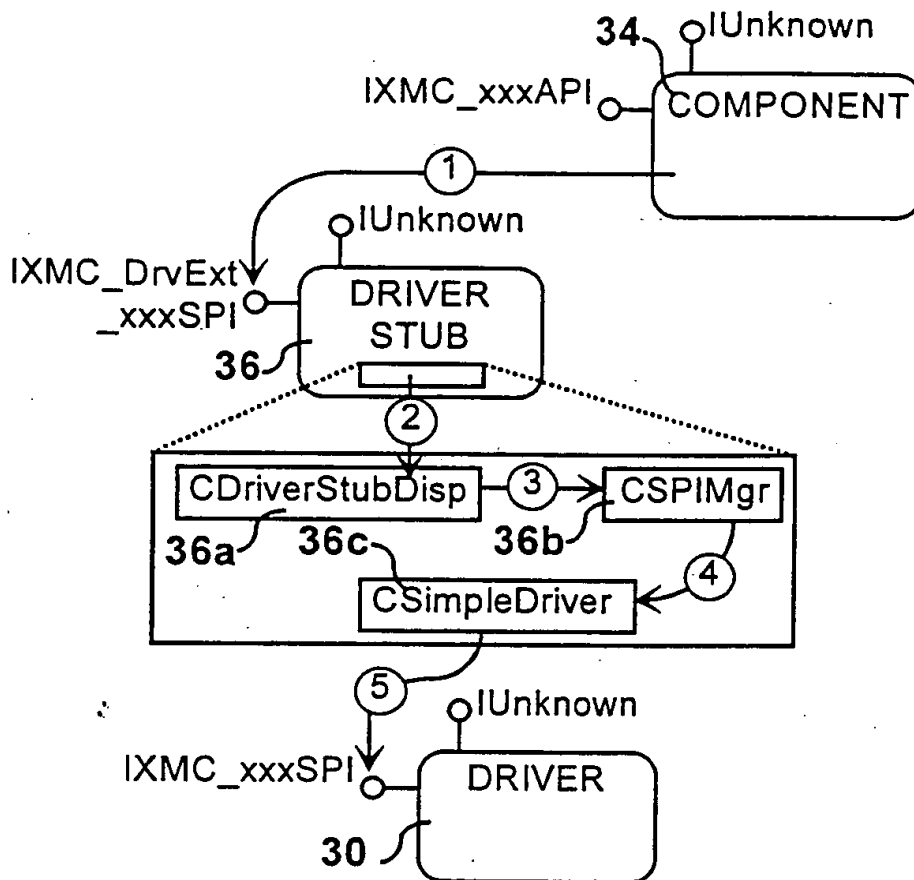 34
IUnknown
IXMC_xxxAPI
COMPONENT
1
IUnknown
IXMC_DrvExt
_xxxSPI
DRIVER
STUB
36
2
CDriverStubDisp
3
CSPIMgr
36a
36c
36b
4
CSimpleDriver
5
IUnknown
IXMC_xxxSPI
DRIVER
30